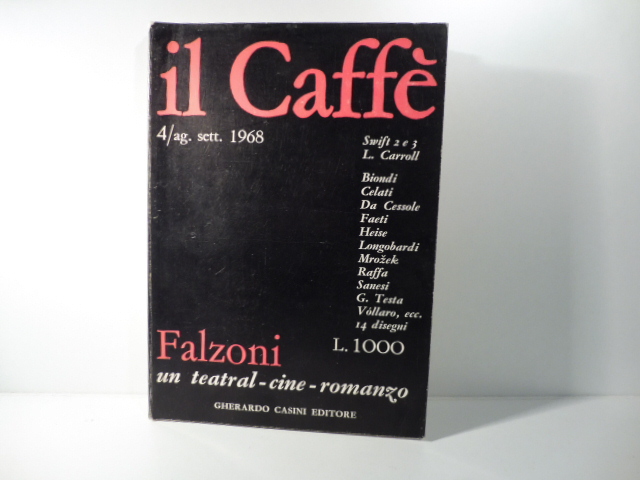 il Caffè
4/ag. sett. 1968
Swift 2 e 3
L. Carroll
Biondi
Celati
Da Cessole
Faeti
Heise
Longobardi
Mrožek
Raffa
Sanesi
G. Testa
Vòllaro, ecc.
14 disegni
L. 1000
Falzoni
un teatral-cine-romanzo
GHERARDO CASINI EDITORE